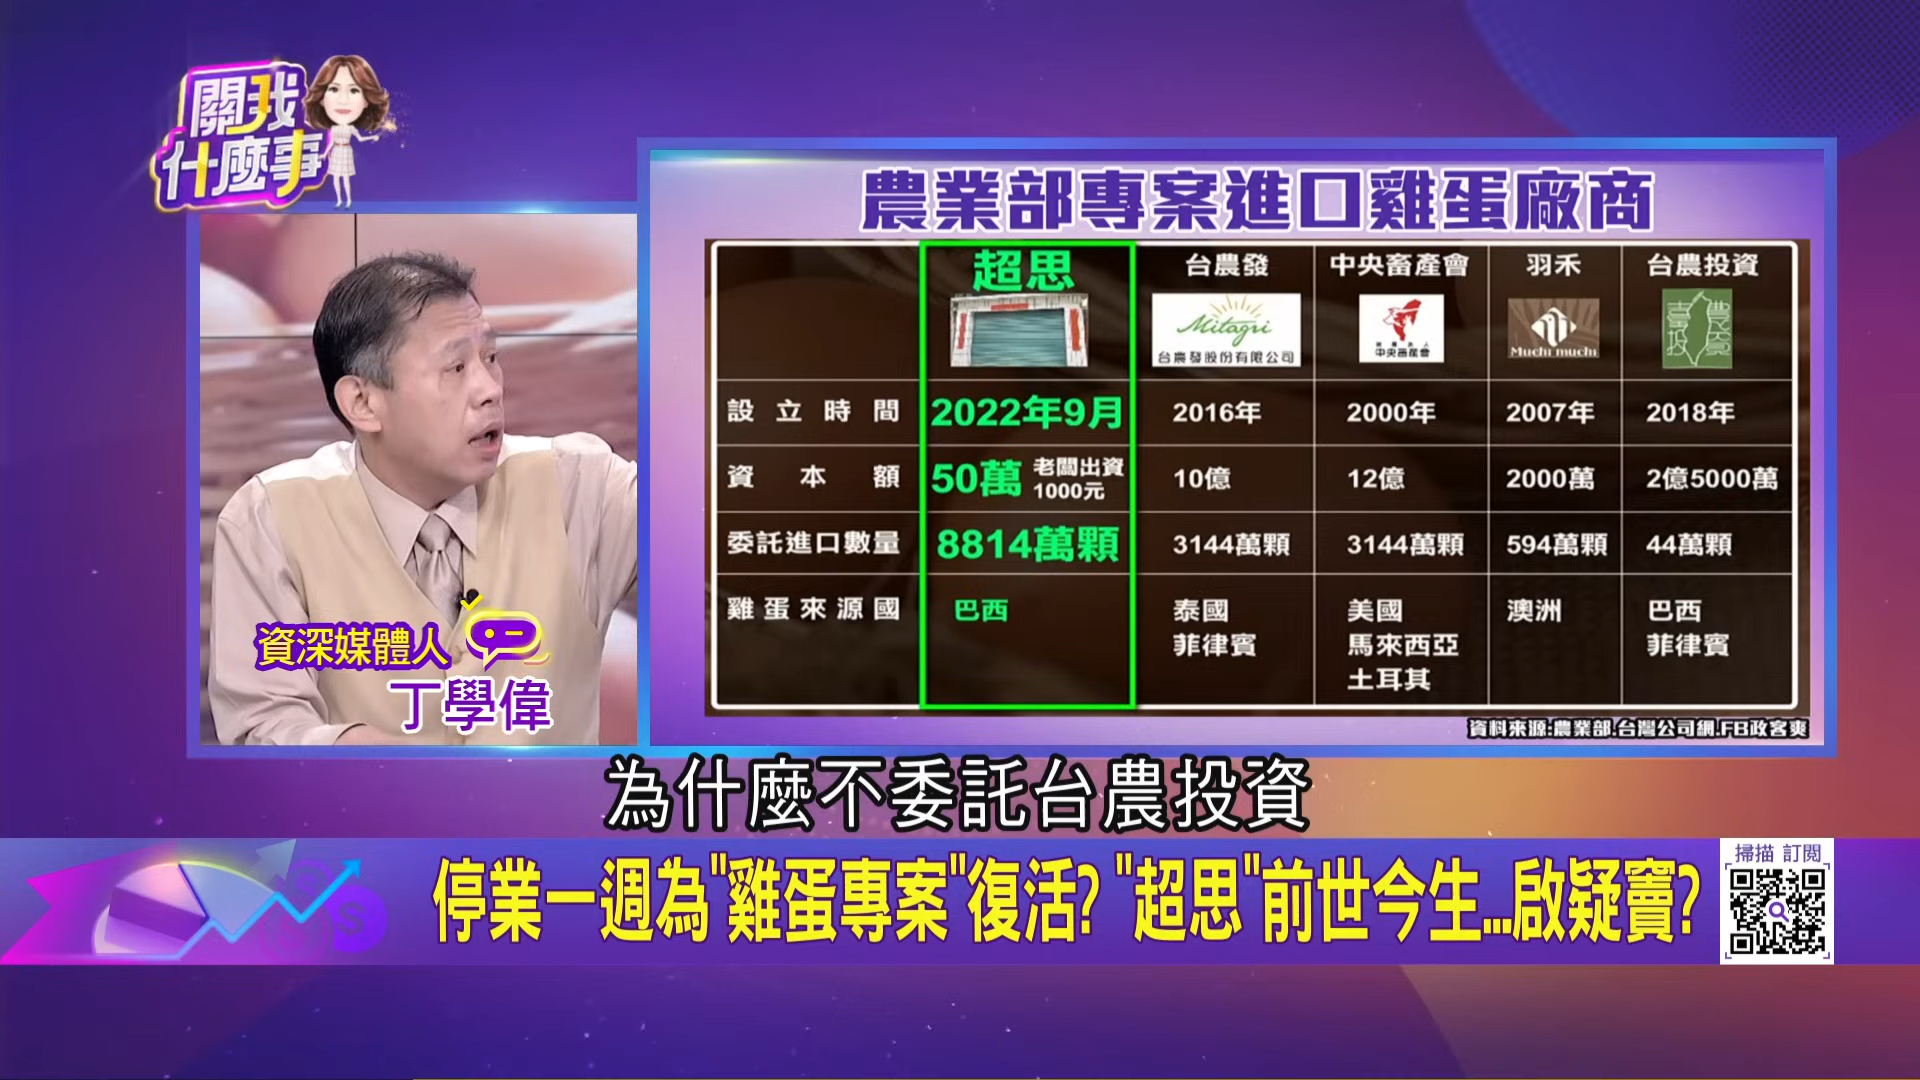 關我
什麼事
農業部專案進口雞蛋廠商
超思
台農發
中央畜產會
羽禾
台農投資
Mitagri
台農發股份有限公司
中央畜產會
Muchi muchi
設立時間
2022年9月
2016年
2000年
2007年
2018年
資本額
50萬
老闆出資
1000元
10億
12億
2000萬
2億5000萬
委託進口數量
8814萬顆
3144萬顆
3144萬顆
594萬顆
44萬顆
雞蛋來源國
巴西
泰國
菲律賓
美國
馬來西亞
土耳其
澳洲
巴西
菲律賓
資料來源:農業部.台灣公司網.FB政客爽
資深媒體人
丁學偉
為什麼不委託台農投資
停業一週為"雞蛋專案"復活? "超思"前世今生...啟疑竇?
掃描 訂閱